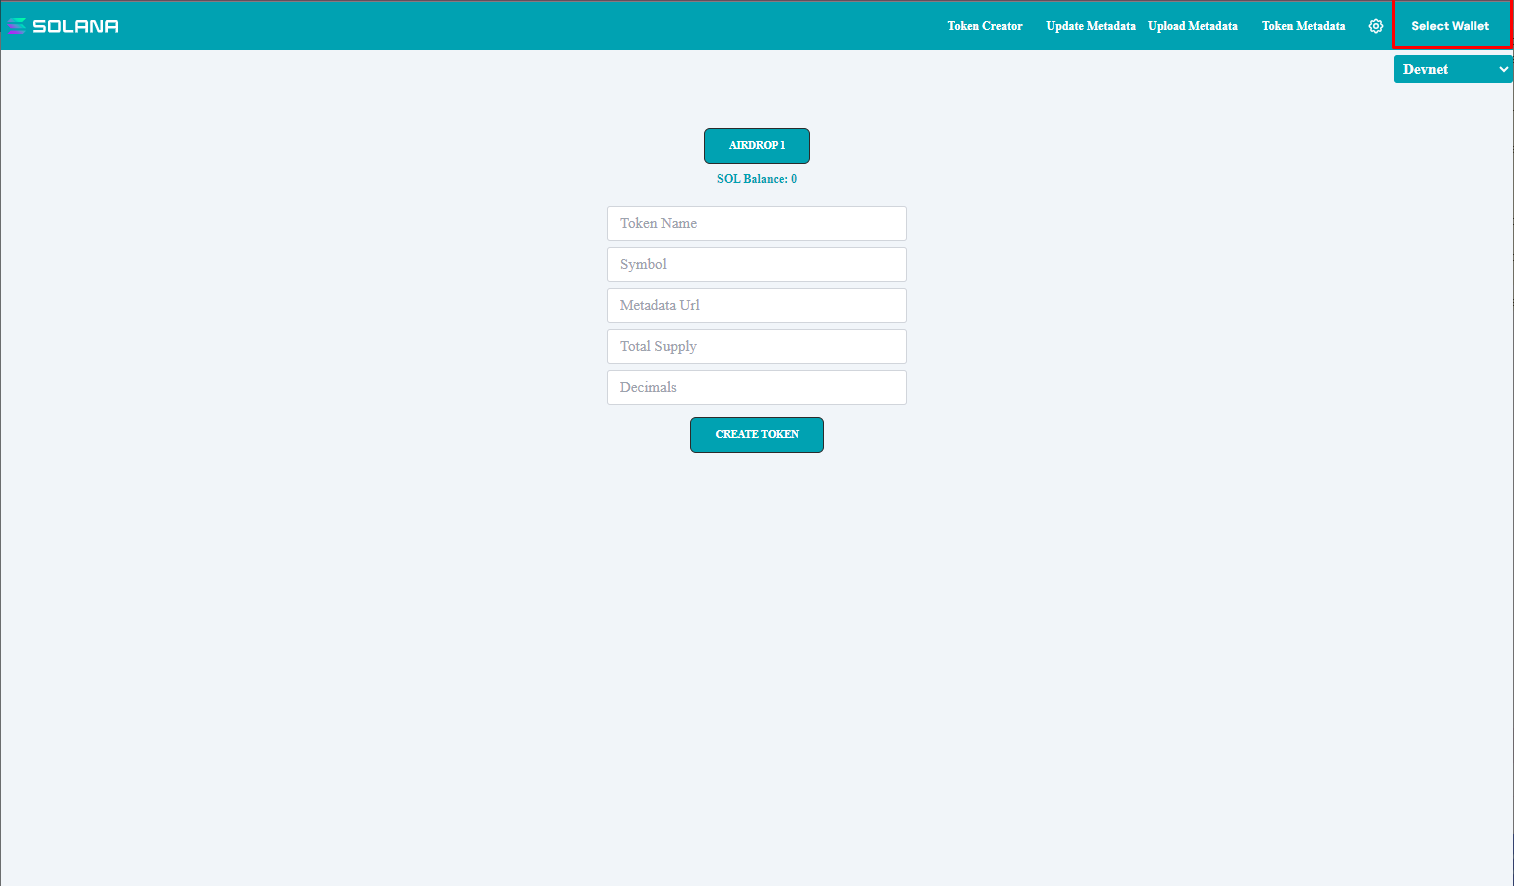 SOLANA
Token Creator
Update Metadata
Upload Metadata
Token Metadata
Select Wallet
Devnet
AIRDROP 1
SOL Balance: 0
Token Name
Symbol
Metadata Url
Total Supply
Decimals
CREATE TOKEN